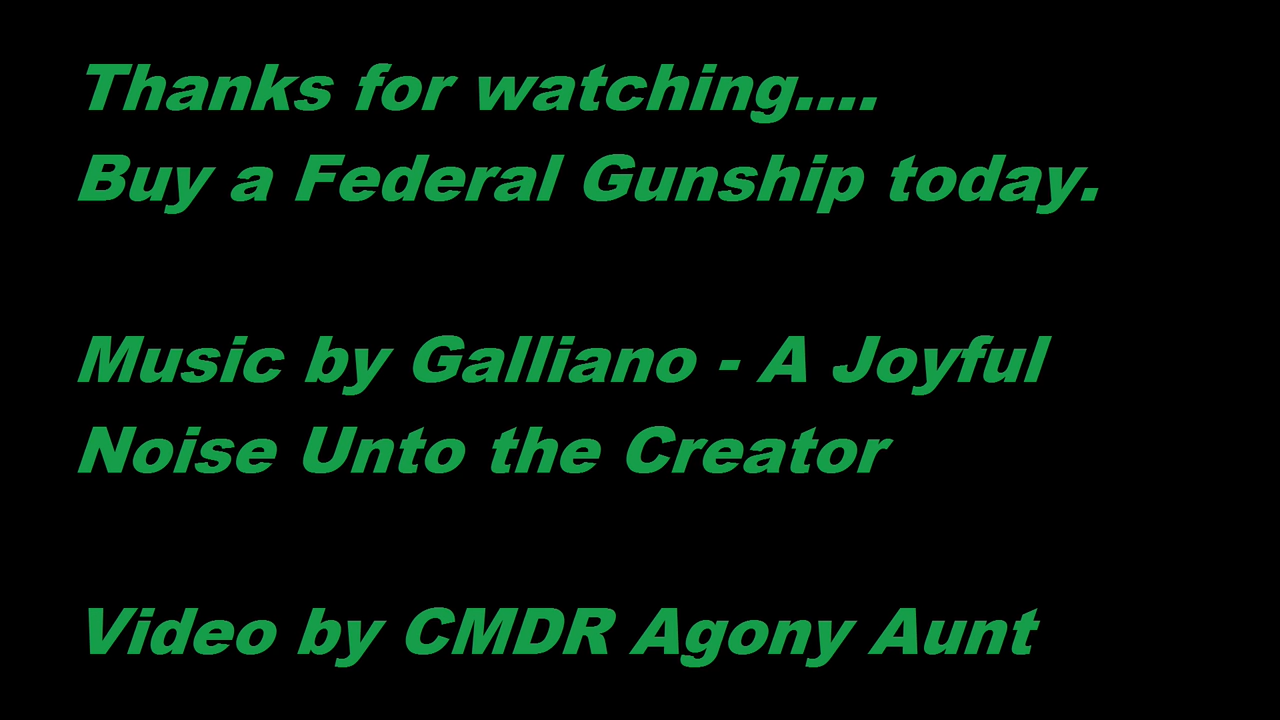 Thanks for watching....
Buy a Federal Gunship today.
Music by Galliano - A Joyful
Noise Unto the Creator
Video by CMDR Agony Aunt